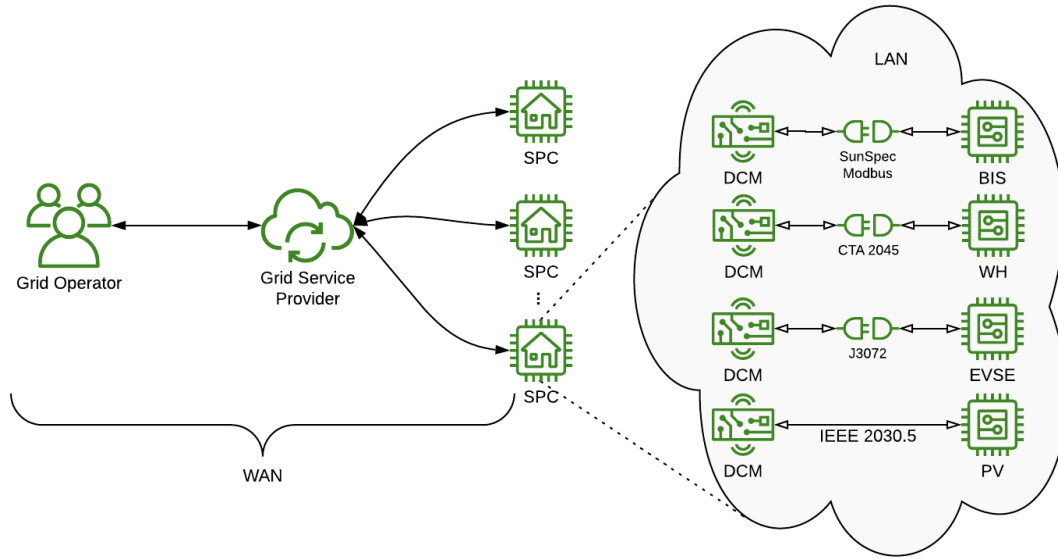 Grid Operator
Grid Service
Provider
SPC
SPC
SPC
WAN
LAN
DCM
SunSpec
Modbus
BIS
DCM
CTA 2045
WH
DCM
J3072
EVSE
DCM
IEEE 2030.5
PV